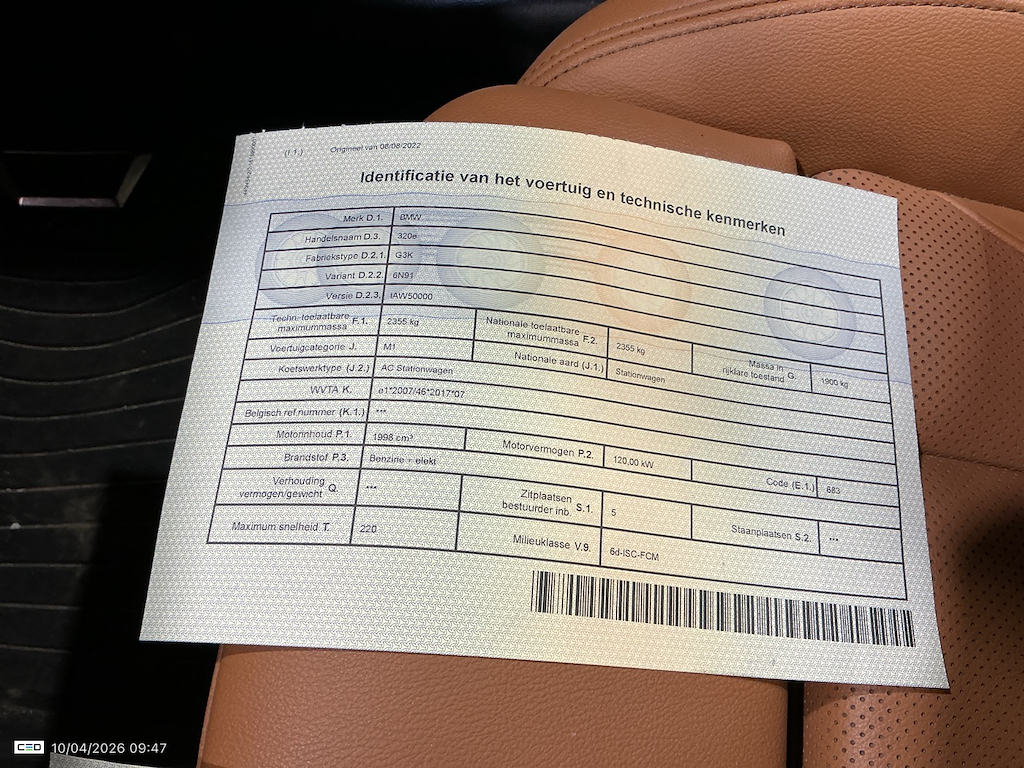 (I 1.) Origineel van 08/08/2022
Identificatie van het voertuig en technische kenmerken
Merk D.1. BMW
Handelsnaam D.3. 320e
Fabriekstype D.2.1. G3K
Variant D.2.2. 6N91
Versie D.2.3. IAW50000
Techn.-toelaatbare maximummassa F.1. 2355 kg Nationale-toelaatbare maximummassa F.2. 2355 kg Massa in rijklare toestand G. 1900 kg
Voertuigcategorie J. M1 Nationale aard (J.1.) Stationwagen
Koetswerktype (J.2.) AC Stationwagen
WVTA K. e1*2007/46*2017*07
Belgisch ref.nummer (K.1.) ***
Motorinhoud P.1. 1998 cm³ Motorvermogen P.2. 120,00 kW Code (E.1.) 683
Brandstof P.3. Benzine + elekt
Verhouding vermogen/gewicht Q. *** Zitplaatsen bestuurder inb. S.1. 5 Staanplaatsen S.2. ***
Maximum snelheid T. 220 Milieuklasse V.9. 6d-ISC-FCM
CEO 10/04/2026 09:47